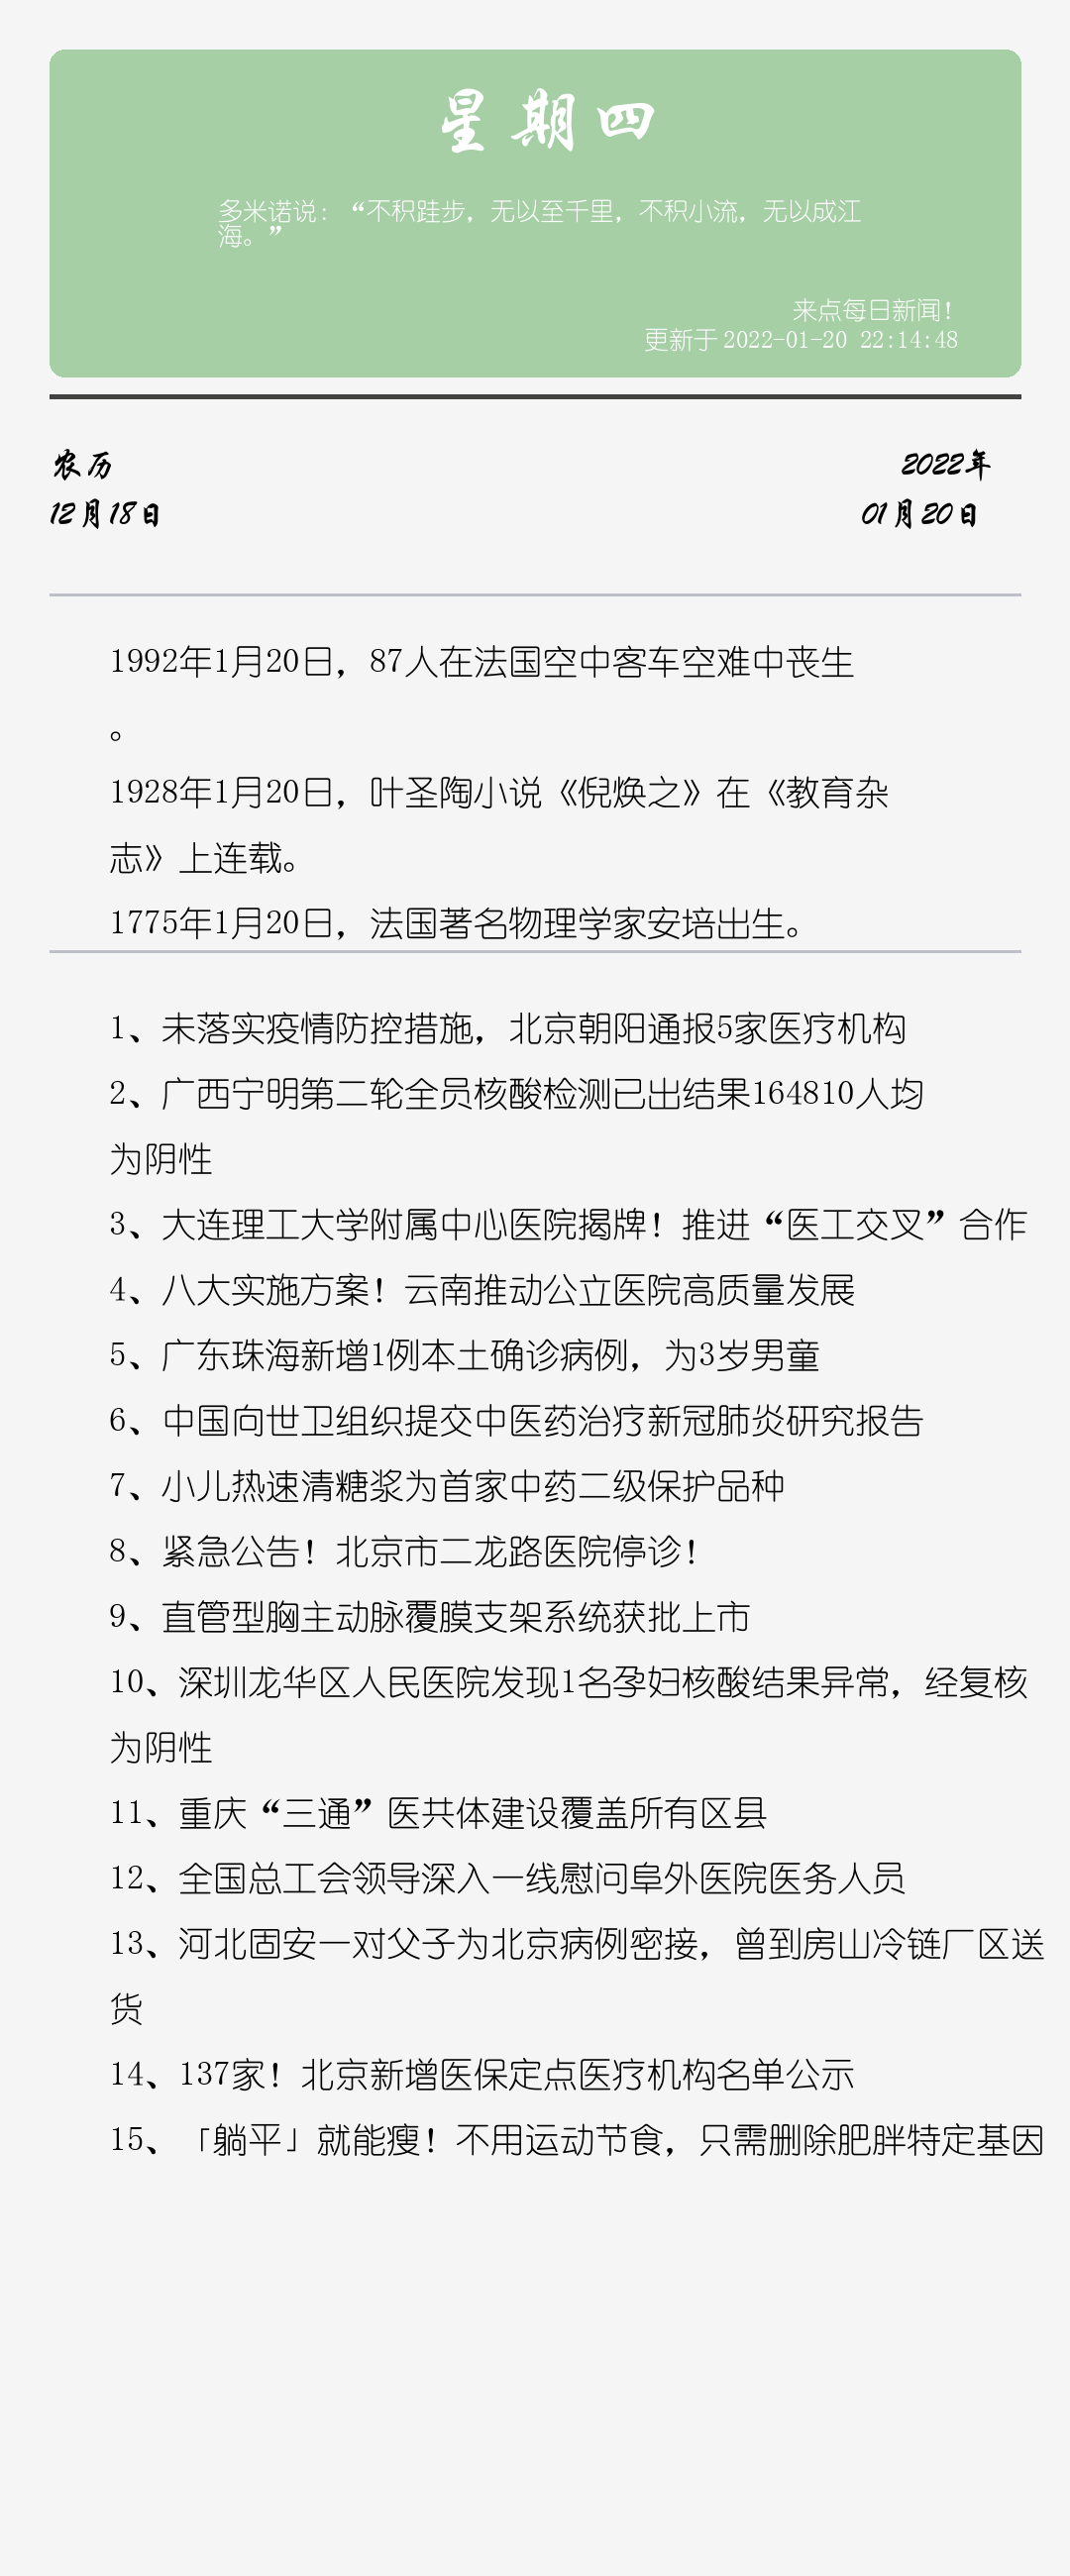 星期四
多米诺说：“不积跬步，无以至千里，不积小流，无以成江
海。”
来点每日新闻！
更新于 2022-01-20 22:14:48
农历
2022年
12月18日
01月20日
1992年1月20日，87人在法国空中客车空难中丧生
。
1928年1月20日，叶圣陶小说《倪焕之》在《教育杂
志》上连载。
1775年1月20日，法国著名物理学家安培出生。
1、未落实疫情防控措施，北京朝阳通报5家医疗机构
2、广西宁明第二轮全员核酸检测已出结果164810人均
为阴性
3、大连理工大学附属中心医院揭牌！推进“医工交叉”合作
4、八大实施方案！云南推动公立医院高质量发展
5、广东珠海新增1例本土确诊病例，为3岁男童
6、中国向世卫组织提交中医药治疗新冠肺炎研究报告
7、小儿热速清糖浆为首家中药二级保护品种
8、紧急公告！北京市二龙路医院停诊！
9、直管型胸主动脉覆膜支架系统获批上市
10、深圳龙华区人民医院发现1名孕妇核酸结果异常，经复核
为阴性
11、重庆“三通”医共体建设覆盖所有区县
12、全国总工会领导深入一线慰问阜外医院医务人员
13、河北固安一对父子为北京病例密接，曾到房山冷链厂区送
货
14、137家！北京新增医保定点医疗机构名单公示
15、「躺平」就能瘦！不用运动节食，只需删除肥胖特定基因